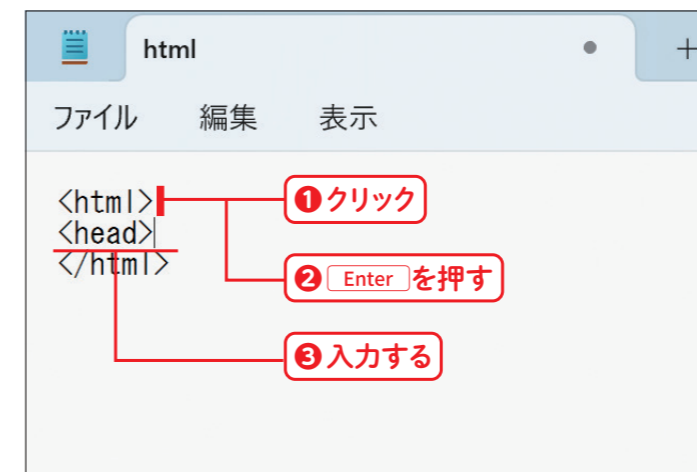 html
ファイル 編集 表示
<html>
❶クリック
<head>
</html>
❷Enterを押す
❸入力する